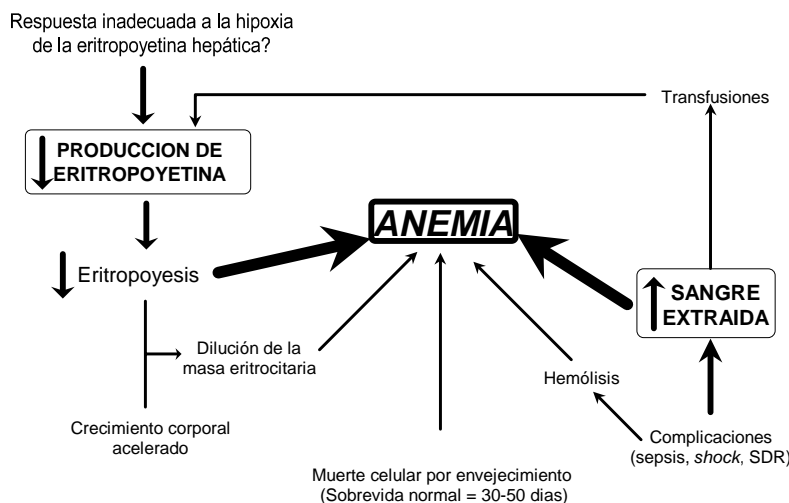 Respuesta inadecuada a la hipoxia
de la eritropoyetina hepática?
Transfusiones
PRODUCCION DE
ERITROPOYETINA
ANEMIA
Eritropoyesis
SANGRE
EXTRAIDA
Dilución de la
masa eritrocitaria
Hemólisis
Crecimiento corporal
acelerado
Complicaciones
(sepsis, shock, SDR)
Muerte celular por envejecimiento
(Sobrevida normal = 30-50 dias)